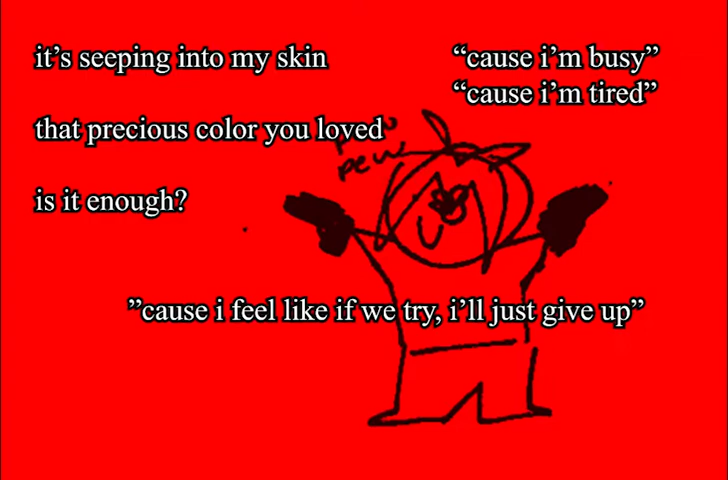 it's seeping into my skin
“cause i'm busy”
“cause i'm tired”
that precious color you loved
pew
is it enough?
”cause i feel like if we try, i'll just give up”